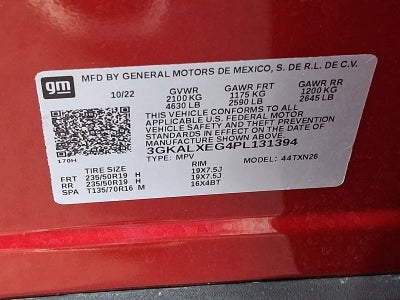 gm
MFD BY GENERAL MOTORS DE MEXICO, S. DE R.L. DE C.V.
10/22 GVWR GAWR FRT GAWR RR
2100 KG 1175 KG 1200 KG
4630 LB 2590 LB 2645 LB
THIS VEHICLE CONFORMS TO ALL
APPLICABLE U.S. FEDERAL MOTOR
VEHICLE SAFETY AND THEFT PREVENTION
STANDARDS IN EFFECT ON THE DATE OF
MANUFACTURE SHOWN ABOVE.
170H
3GKALXEG4PL131394
TYPE: MPV MODEL: 44TXN26
TIRE SIZE RIM
FRT 235/50R19 H 19X7.5J
RR 235/50R19 H 19X7.5J
SPA T135/70R16 M 16X4BT